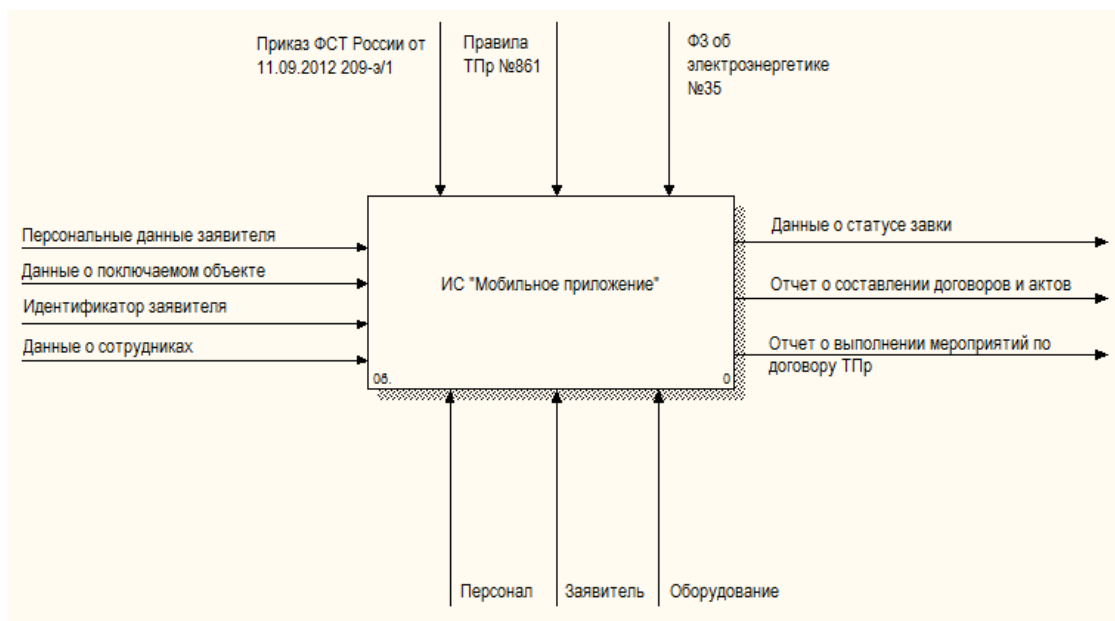 Приказ ФСТ России от
11.09.2012 209-э/1
Правила
ТПр №861
ФЗ об
электроэнергетике
№35
Персональные данные заявителя
Данные о поключаемом объекте
Идентификатор заявителя
Данные о сотрудниках
ИС "Мобильное приложение"
0в.
0
Данные о статусе завки
Отчет о составлении договоров и актов
Отчет о выполнении мероприятий по
договору ТПр
Персонал
Заявитель
Оборудование